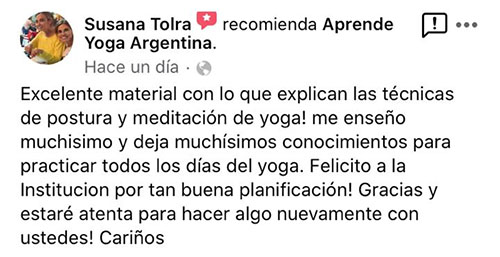 Susana Tolra recomienda Aprende
Yoga Argentina.
Hace un día ·
Excelente material con lo que explican las técnicas
de postura y meditación de yoga! me enseño
muchisimo y deja muchísimos conocimientos para
practicar todos los días del yoga. Felicito a la
Institucion por tan buena planificación! Gracias y
estaré atenta para hacer algo nuevamente con
ustedes! Cariños